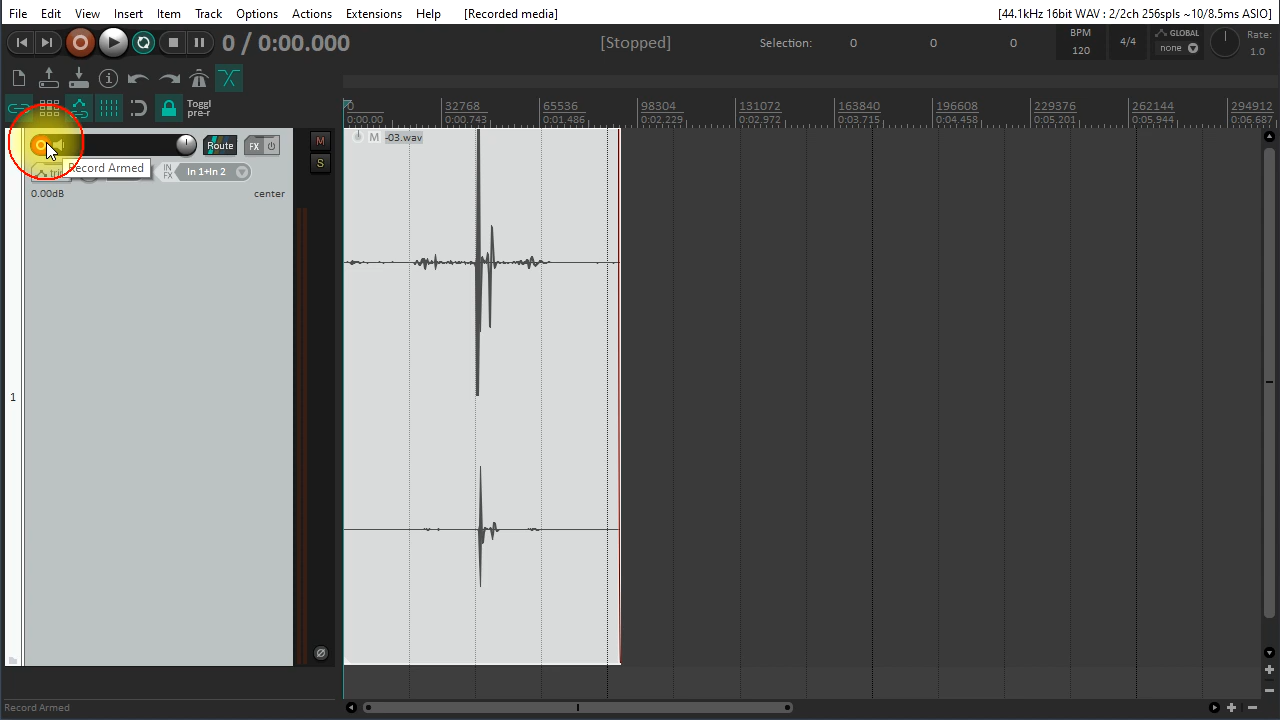 File Edit View Insert Item Track Options Actions Extensions Help [Recorded media] [44.1kHz 16bit WAV : 2/2ch 256spls ~10/8.5ms ASIO]
0 / 0:00.000 [Stopped] Selection: 0 0 0 BPM 120 4/4 GLOBAL none Rate: 1.0
Toggl
pre-r
0 32768 65536 98304 131072 163840 196608 229376 262144 294912
0:00.00 0:00.743 0:01.486 0:02.229 0:02.972 0:03.715 0:04.458 0:05.201 0:05.944 0:06.687
-03.wav
M
Route FX M
Record Armed
S
IN FX In 1+In 2
0.00dB center
1
Record Armed